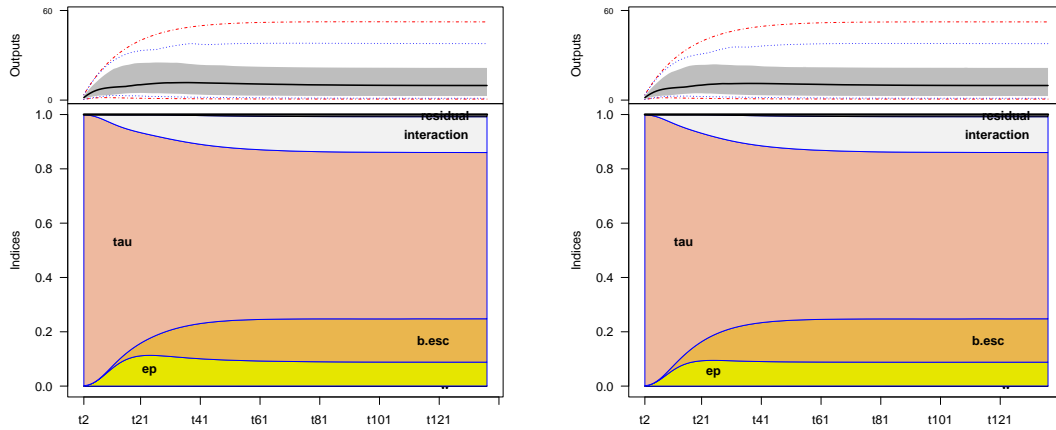 60
Outputs
0
1.0
residual
interaction
0.8
0.6
tau
Indices
0.4
0.2
b.esc
ep
0.0
t2 t21 t41 t61 t81 t101 t121
60
Outputs
0
1.0
residual
interaction
0.8
0.6
tau
Indices
0.4
0.2
b.esc
ep
0.0
t2 t21 t41 t61 t81 t101 t121